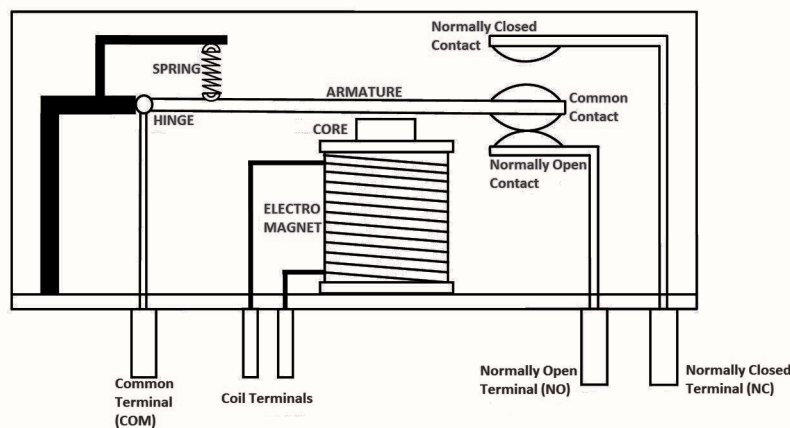 Normally Closed
Contact
SPRING
ARMATURE
Common
Contact
HINGE
CORE
Normally Open
Contact
ELECTRO
MAGNET
Common
Terminal
(COM)
Coil Terminals
Normally Open
Terminal (NO)
Normally Closed
Terminal (NC)